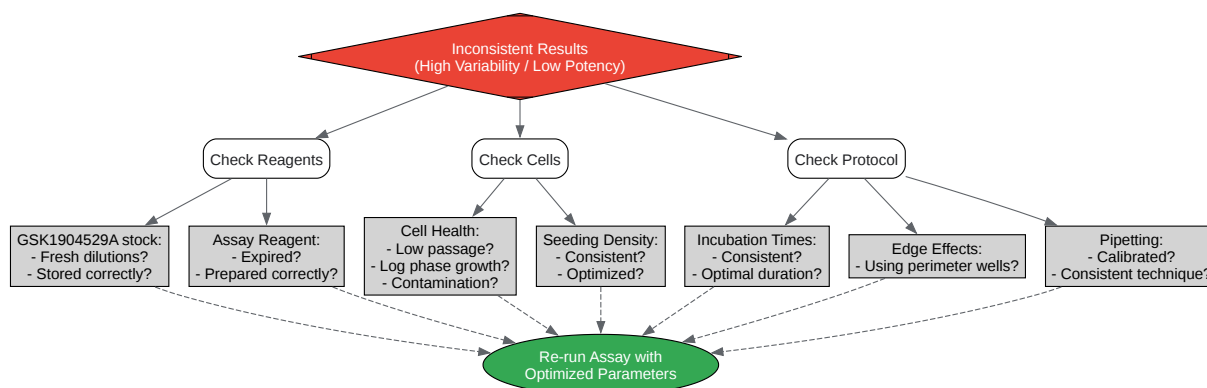 Inconsistent Results
(High Variability / Low Potency)
Check Reagents
Check Cells
Check Protocol
GSK1904529A stock:
- Fresh dilutions?
- Stored correctly?
Assay Reagent:
- Expired?
- Prepared correctly?
Cell Health:
- Low passage?
- Log phase growth?
- Contamination?
Seeding Density:
- Consistent?
- Optimized?
Incubation Times:
- Consistent?
- Optimal duration?
Edge Effects:
- Using perimeter wells?
Pipetting:
- Calibrated?
- Consistent technique?
Re-run Assay with
Optimized Parameters